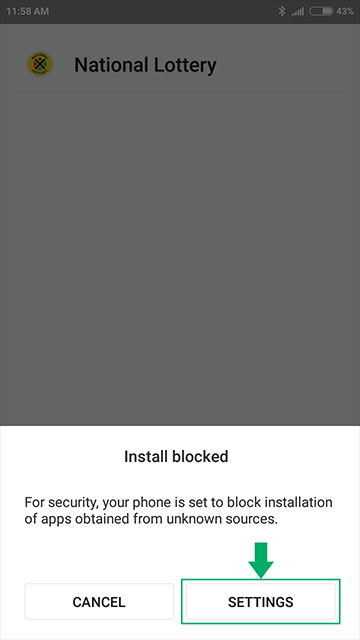 11:58 AM 43%
National Lottery
Install blocked
For security, your phone is set to block installation
of apps obtained from unknown sources.
CANCEL SETTINGS